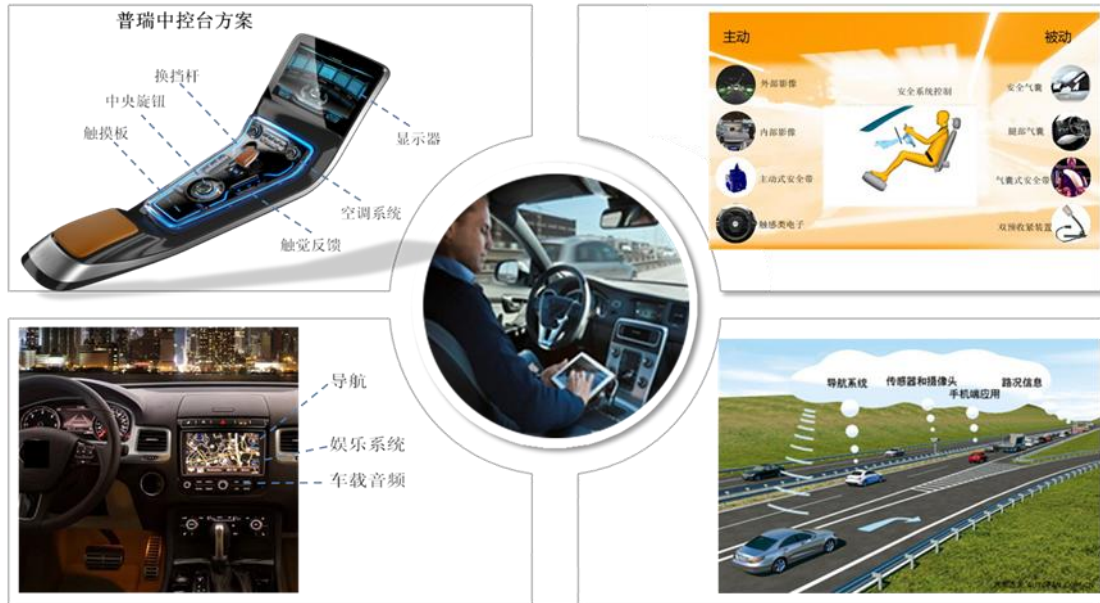 普瑞中控台方案
换挡杆
中央旋钮
触摸板
显示器
空调系统
触觉反馈
主动
被动
外部影像
安全系统控制
安全气囊
内部影像
腿部气囊
主动式安全带
气囊式安全带
触感类电子
双预收紧装置
导航
娱乐系统
车载音频
导航系统
传感器和摄像头
路况信息
手机端应用